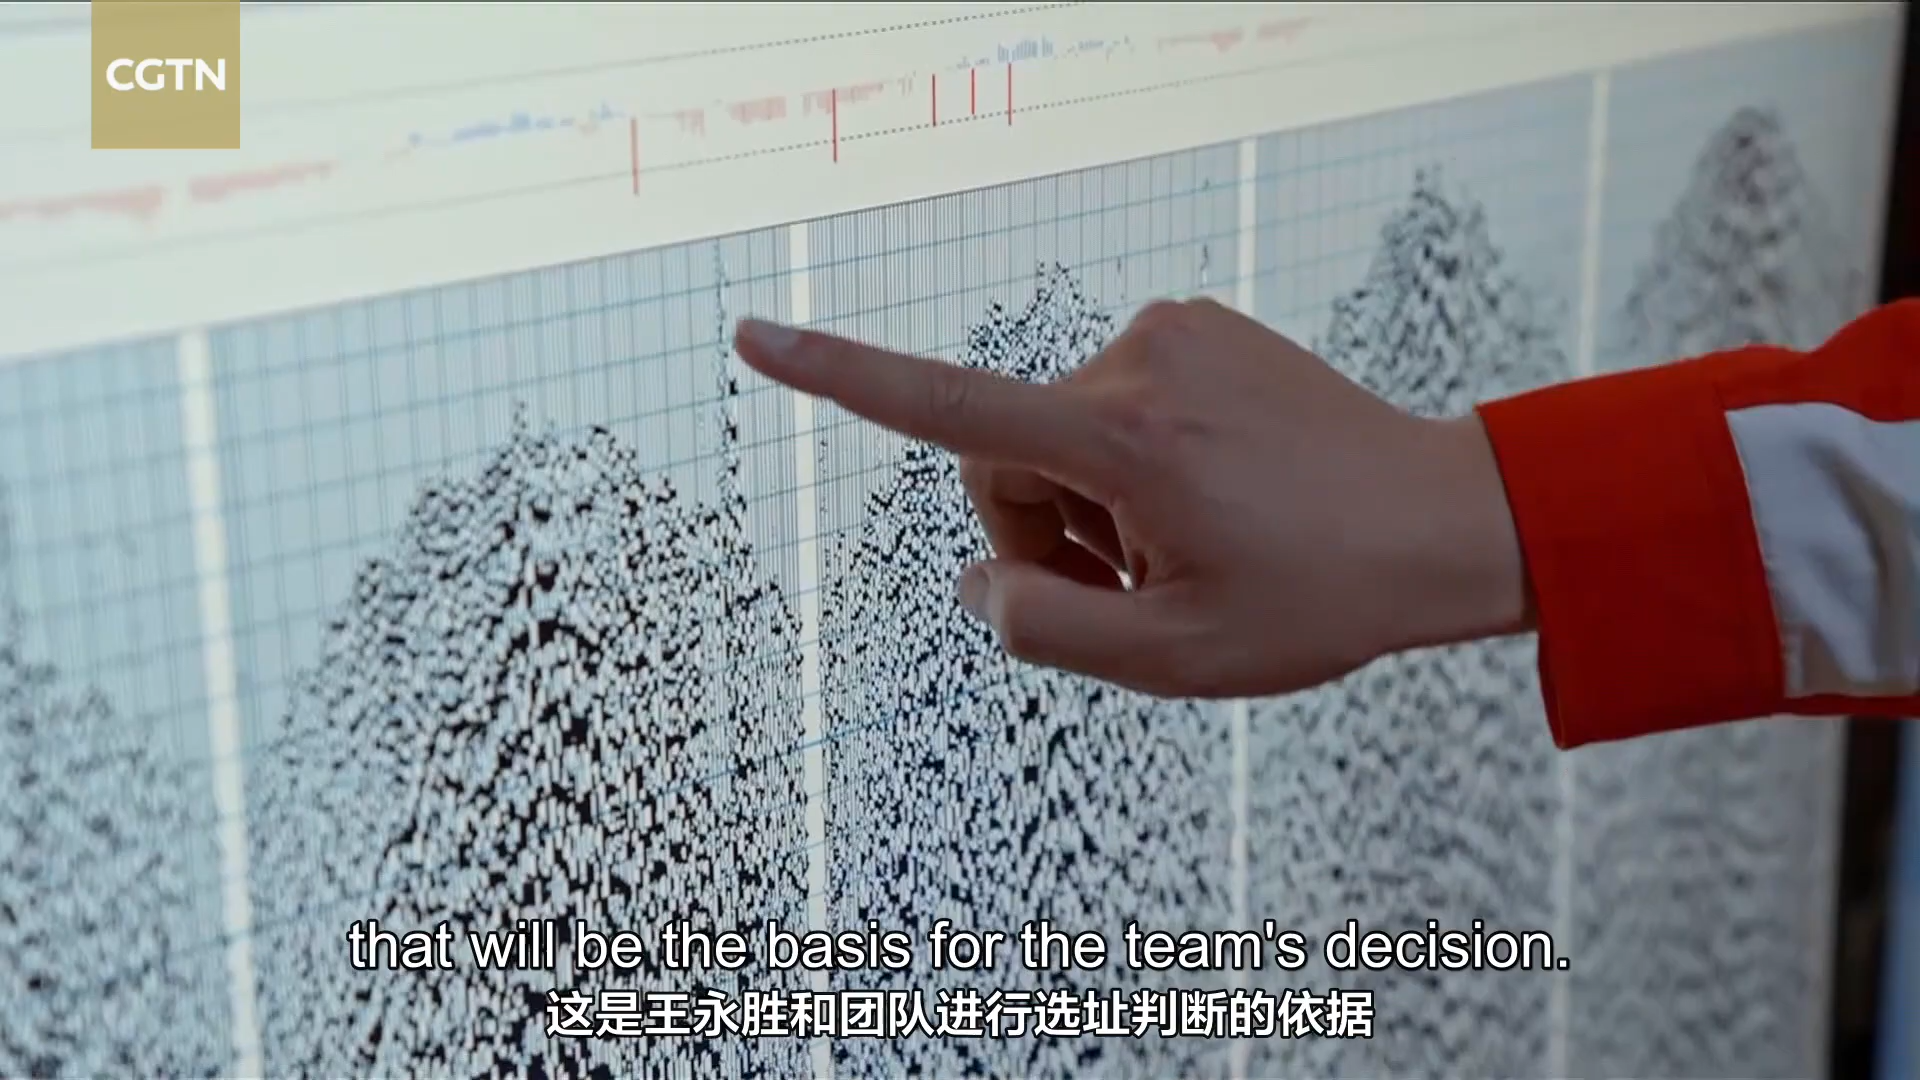 CGTN
that will be the basis for the team's decision.
这是王永胜和团队进行选址判断的依据